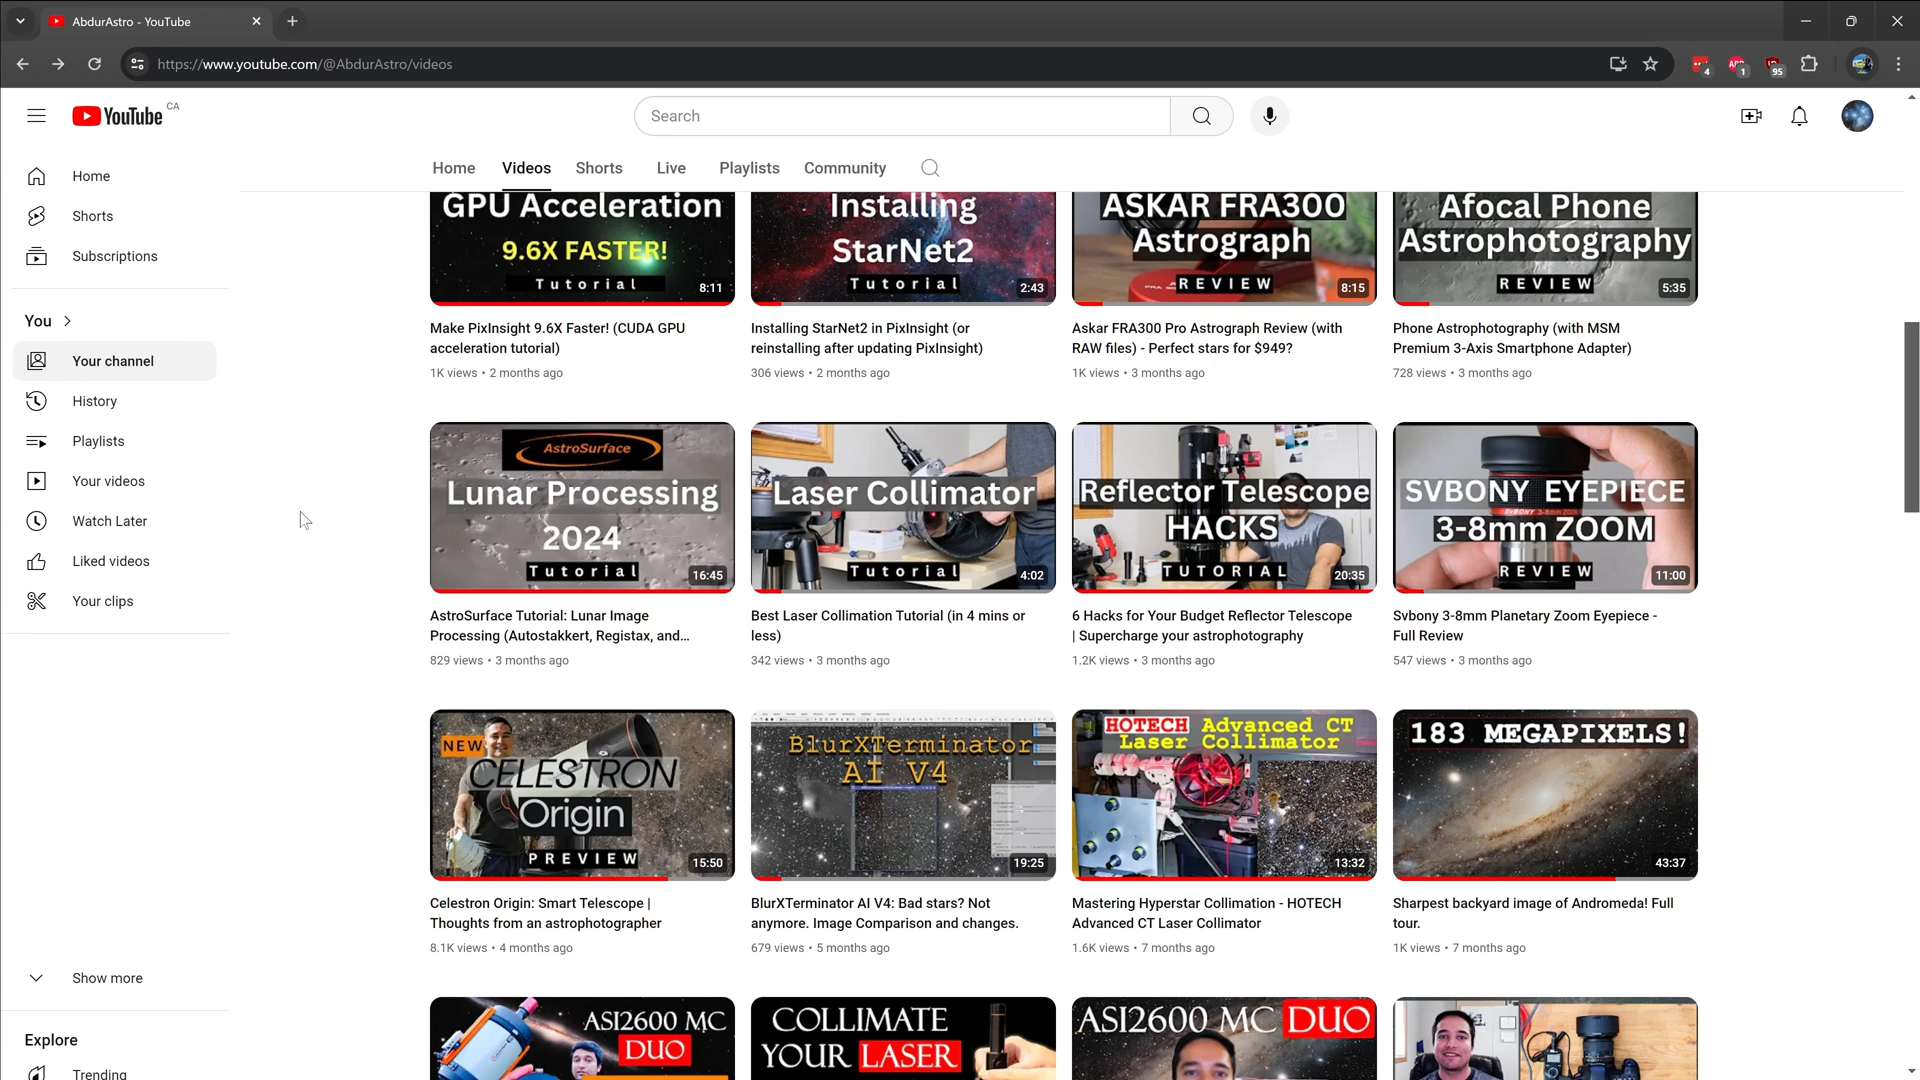 AbdurAstro - YouTube
https://www.youtube.com/@AbdurAstro/videos
4
ABP
1
95
YouTube CA
Search
Home
Shorts
Subscriptions
You
Your channel
History
Playlists
Your videos
Watch Later
Liked videos
Your clips
Show more
Explore
Trending
Home Videos Shorts Live Playlists Community
GPU Acceleration
9.6X FASTER!
Tutorial
8:11
Make PixInsight 9.6X Faster! (CUDA GPU
acceleration tutorial)
1K views • 2 months ago
Installing
StarNet2
Tutorial
2:43
Installing StarNet2 in PixInsight (or
reinstalling after updating PixInsight)
306 views • 2 months ago
ASKAR FRA300
Astrograph
REVIEW
8:15
Askar FRA300 Pro Astrograph Review (with
RAW files) - Perfect stars for $949?
1K views • 3 months ago
Afocal Phone
Astrophotography
REVIEW
5:35
Phone Astrophotography (with MSM
Premium 3-Axis Smartphone Adapter)
728 views • 3 months ago
AstroSurface
Lunar Processing
2024
Tutorial
16:45
AstroSurface Tutorial: Lunar Image
Processing (Autostakkert, Registax, and...
829 views • 3 months ago
Laser Collimator
Tutorial
4:02
Best Laser Collimation Tutorial (in 4 mins or
less)
342 views • 3 months ago
Reflector Telescope
HACKS
TUTORIAL
20:35
6 Hacks for Your Budget Reflector Telescope
| Supercharge your astrophotography
1.2K views • 3 months ago
SVBONY EYEPIECE
3-8mm ZOOM
REVIEW
11:00
Svbony 3-8mm Planetary Zoom Eyepiece -
Full Review
547 views • 3 months ago
NEW
CELESTRON
Origin
PREVIEW
15:50
Celestron Origin: Smart Telescope |
Thoughts from an astrophotographer
8.1K views • 4 months ago
BlurXTerminator
AI V4
19:25
BlurXTerminator AI V4: Bad stars? Not
anymore. Image Comparison and changes.
679 views • 5 months ago
HOTECH Advanced CT
Laser Collimator
13:32
Mastering Hyperstar Collimation - HOTECH
Advanced CT Laser Collimator
1.6K views • 7 months ago
183 MEGAPIXELS!
43:37
Sharpest backyard image of Andromeda! Full
tour.
1K views • 7 months ago
ASI2600 MC
DUO
COLLIMATE
YOUR LASER
ASI2600 MC DUO